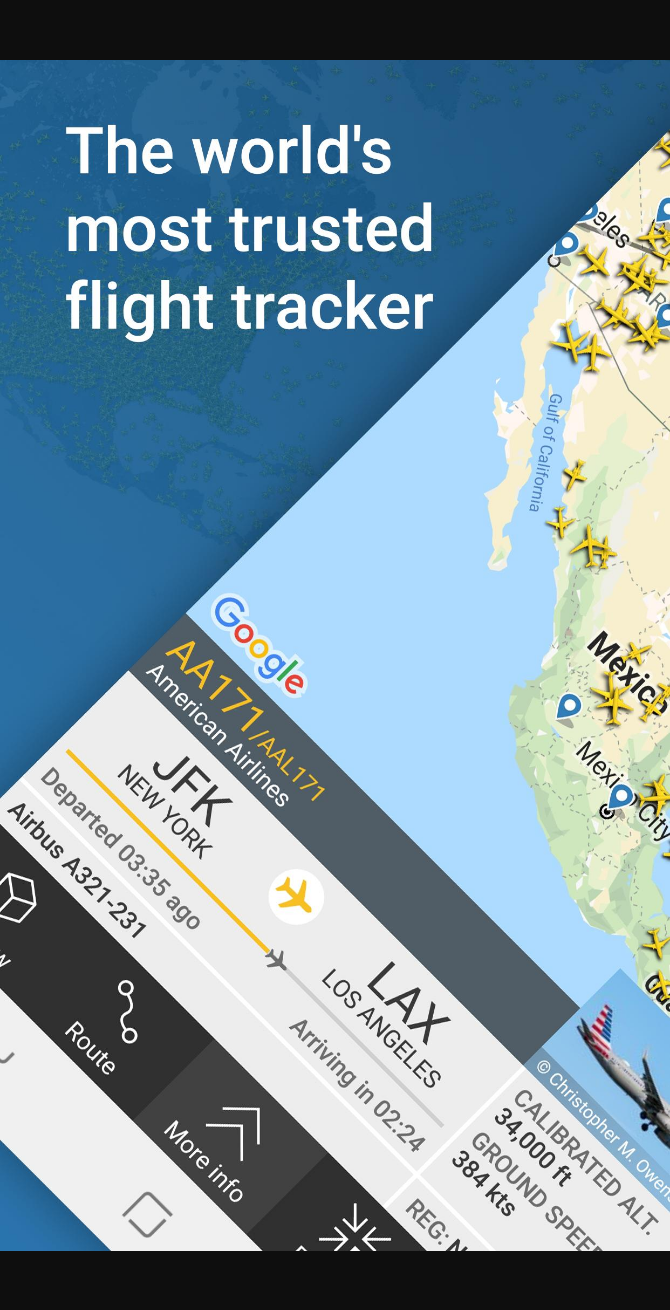 The world's
most trusted
flight tracker
eles
Gulf of California
Mexico
Mexico City
Google
AA171/AAL171
American Airlines
JFK
NEW YORK
LAX
LOS ANGELES
Departed 03:35 ago
Arriving in 02:24
Airbus A321-231
© Christopher M. Owens
CALIBRATED ALT.
34,000 ft
GROUND SPEED
384 kts
REG:
Route
More info